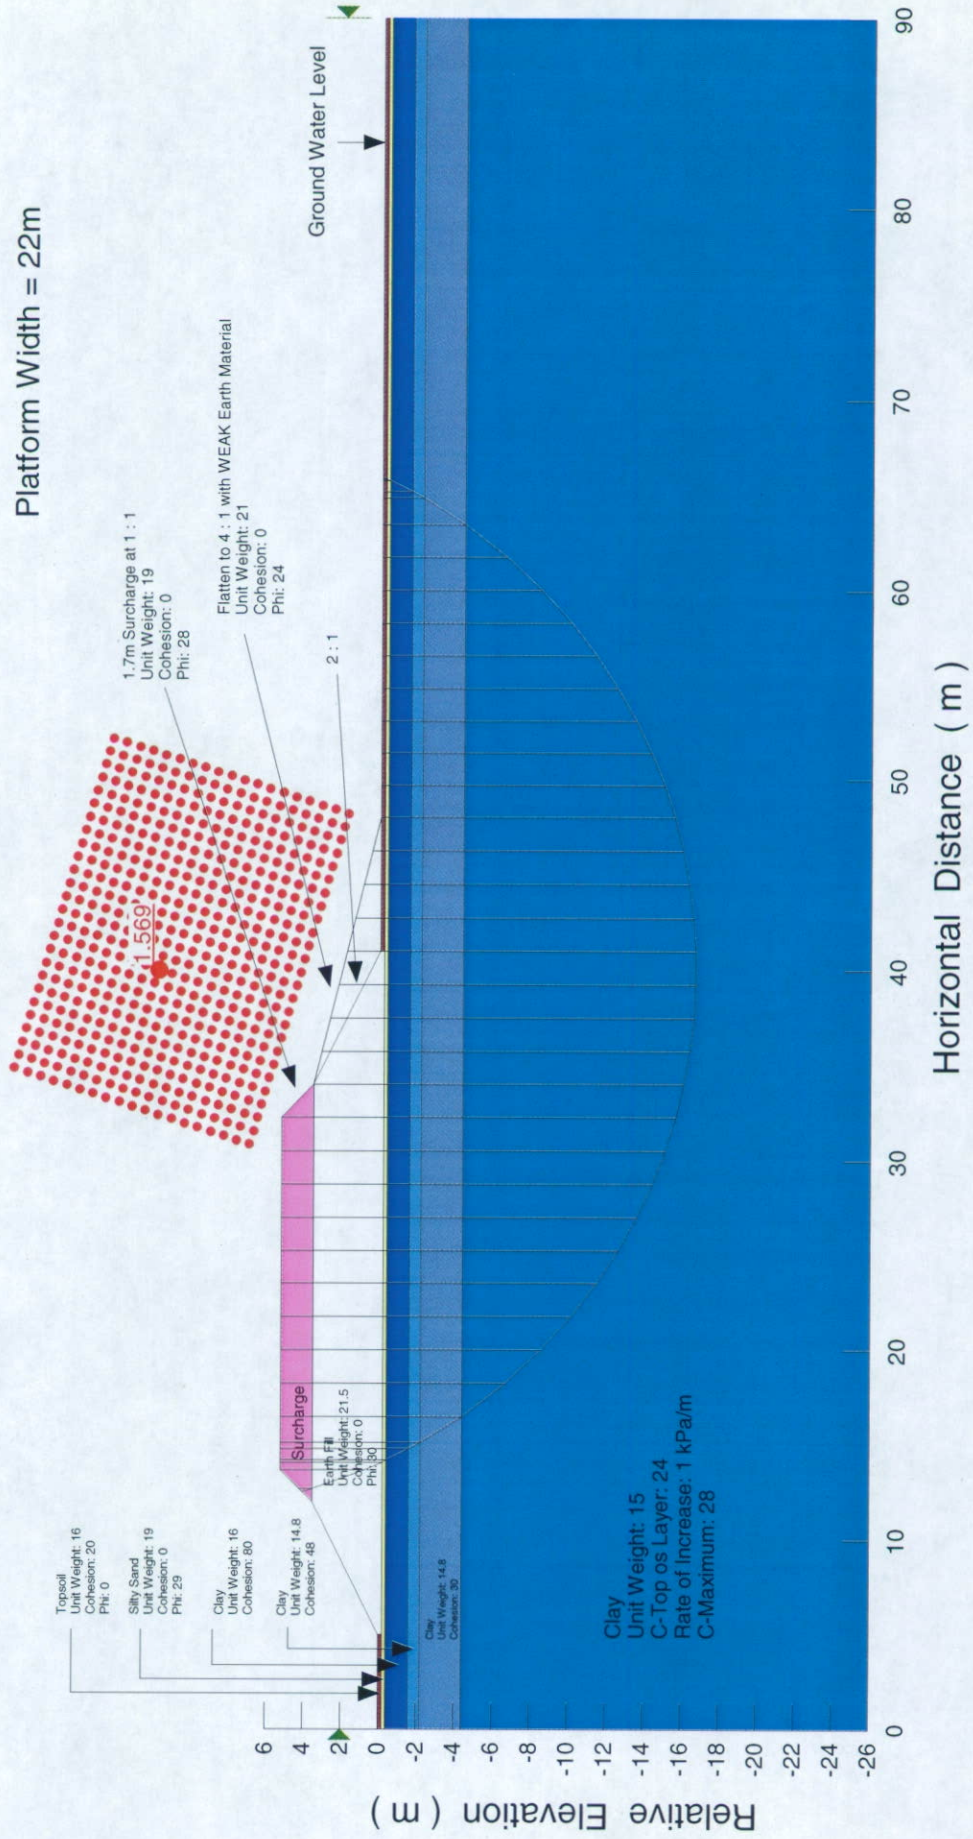 Platform Width = 22m
1.569
1.7m Surcharge at 1 : 1
Unit Weight: 19
Cohesion: 0
Phi: 28
Flatten to 4 : 1 with WEAK Earth Material
Unit Weight: 21
Cohesion: 0
Phi: 24
2 : 1
Ground Water Level
Topsoil
Unit Weight: 16
Cohesion: 20
Phi: 0
Silty Sand
Unit Weight: 19
Cohesion: 0
Phi: 29
Clay
Unit Weight: 16
Cohesion: 80
Clay
Unit Weight: 14.8
Cohesion: 48
Surcharge
Earth Fill
Unit Weight: 21.5
Cohesion: 0
Phi: 30
Clay
Unit Weight: 14.8
Cohesion: 30
Clay
Unit Weight: 15
C-Top os Layer: 24
Rate of Increase: 1 kPa/m
C-Maximum: 28
Relative Elevation ( m )
6
4
2
0
-2
-4
-6
-8
-10
-12
-14
-16
-18
-20
-22
-24
-26
0 10 20 30 40 50 60 70 80 90
Horizontal Distance ( m )